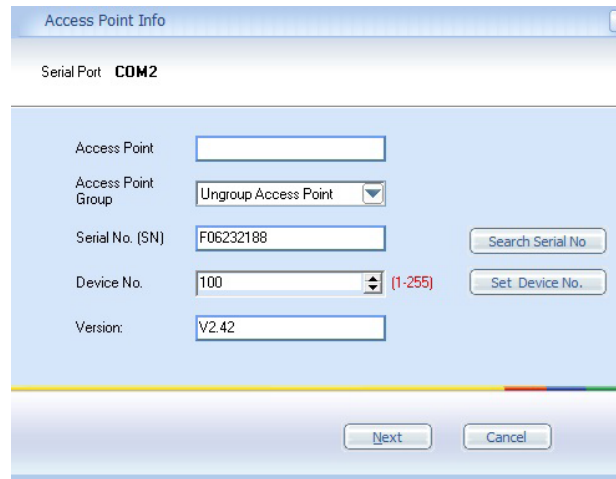 Access Point Info
Serial Port COM2
Access Point
Access Point
Group
Ungroup Access Point
Serial No. (SN)
F06232188
Search Serial No
Device No.
100
(1-255)
Set Device No.
Version:
V2.42
Next
Cancel